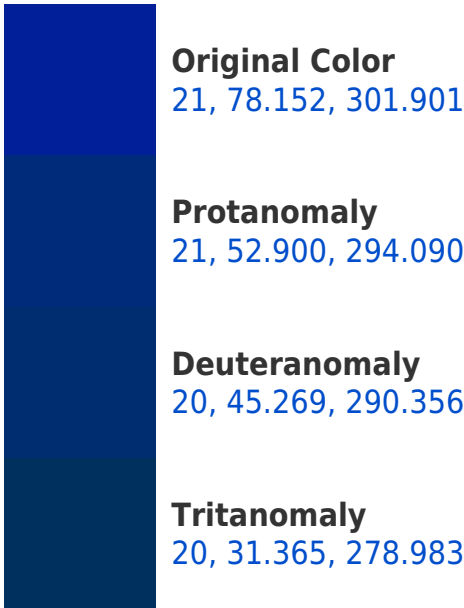 Original Color
21, 78.152, 301.901
Protanomaly
21, 52.900, 294.090
Deuteranomaly
20, 45.269, 290.356
Tritanomaly
20, 31.365, 278.983